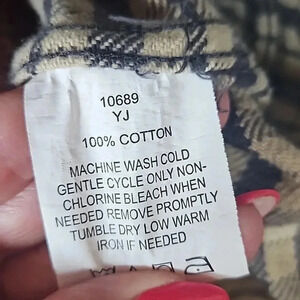 10689
YJ
100% COTTON
MACHINE WASH COLD
GENTLE CYCLE ONLY NON-
CHLORINE BLEACH WHEN
NEEDED REMOVE PROMPTLY
TUMBLE DRY LOW WARM
IRON IF NEEDED